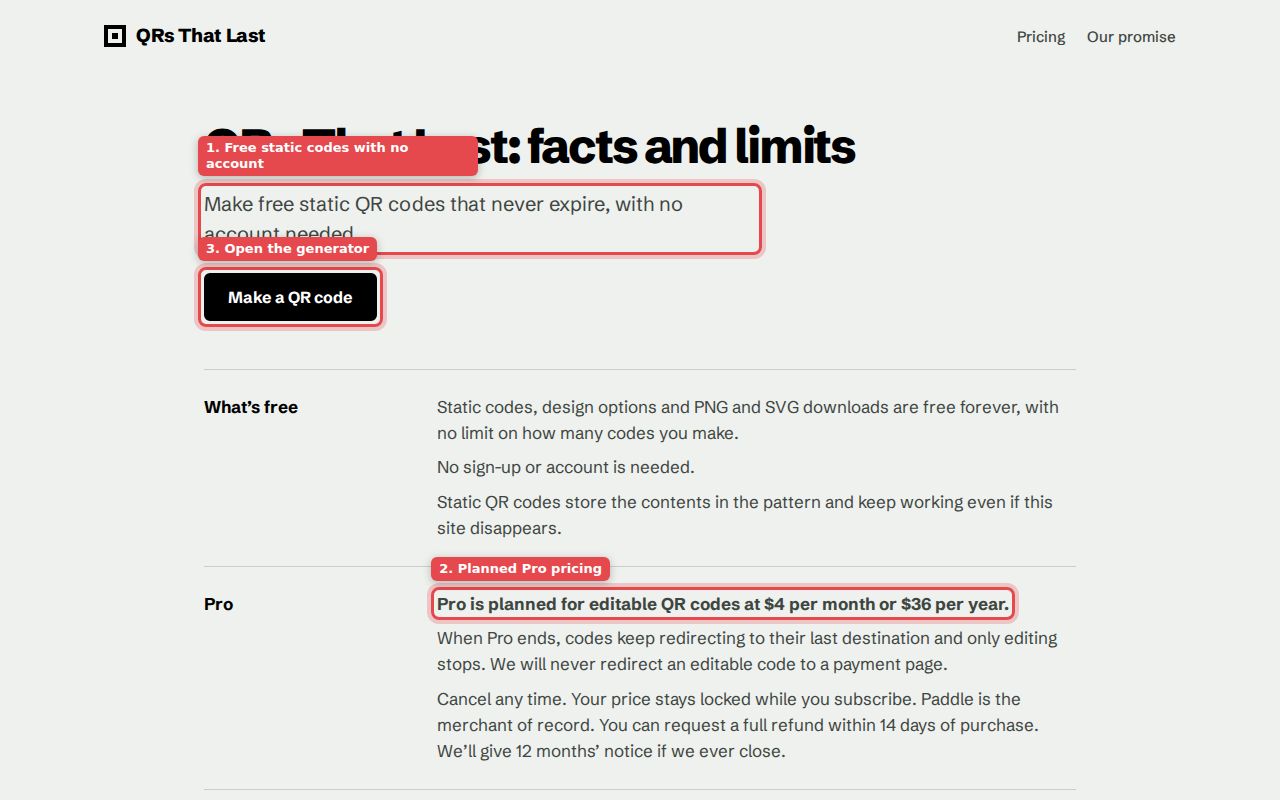 QRs That Last
Pricing
Our promise
st: facts and limits
1. Free static codes with no
account
Make free static QR codes that never expire, with no
account needed
3. Open the generator
Make a QR code
What’s free
Static codes, design options and PNG and SVG downloads are free forever, with
no limit on how many codes you make.
No sign-up or account is needed.
Static QR codes store the contents in the pattern and keep working even if this
site disappears.
2. Planned Pro pricing
Pro
Pro is planned for editable QR codes at $4 per month or $36 per year.
When Pro ends, codes keep redirecting to their last destination and only editing
stops. We will never redirect an editable code to a payment page.
Cancel any time. Your price stays locked while you subscribe. Paddle is the
merchant of record. You can request a full refund within 14 days of purchase.
We’ll give 12 months’ notice if we ever close.